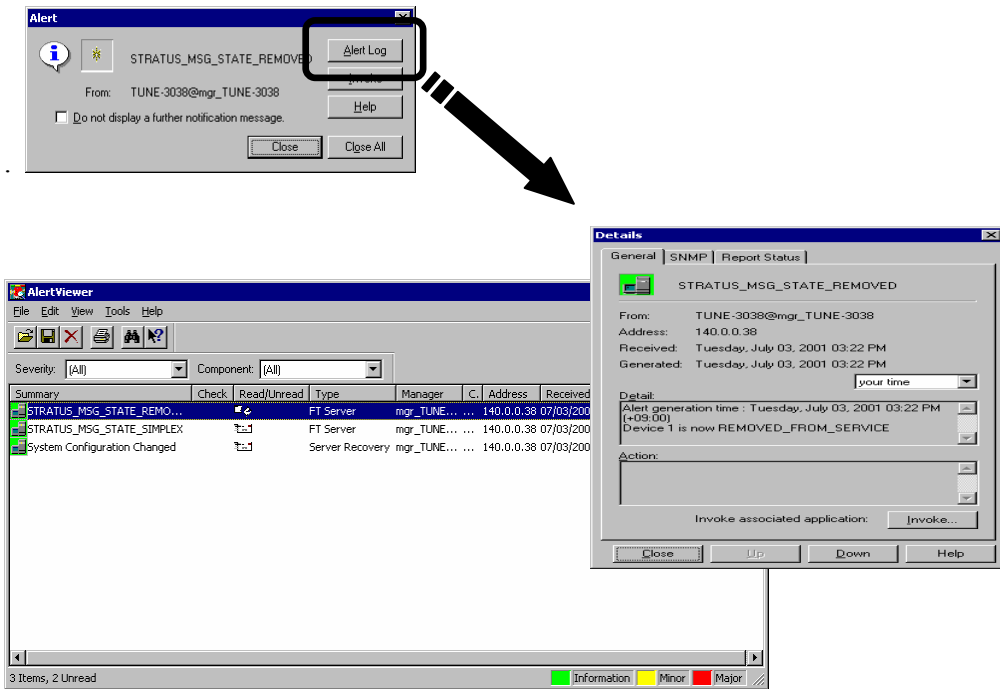 Alert
STRATUS_MSG_STATE_REMOVED
From: TUNE-3038@mgr_TUNE-3038
Do not display a further notification message.
Alert Log
Invoke
Help
Close
Close All
.
Details
General SNMP Report Status
STRATUS_MSG_STATE_REMOVED
From: TUNE-3038@mgr_TUNE-3038
Address: 140.0.0.38
Received: Tuesday, July 03, 2001 03:22 PM
Generated: Tuesday, July 03, 2001 03:22 PM
your time
Detail:
Alert generation time : Tuesday, July 03, 2001 03:22 PM
(+09:00)
Device 1 is now REMOVED_FROM_SERVICE
Action:
Invoke associated application: Invoke...
Close Up Down Help
AlertViewer
File Edit View Tools Help
Severity: (All) Component: (All)
Summary Check Read/Unread Type Manager C. Address Received
STRATUS_MSG_STATE_REMO... FT Server mgr_TUNE... ... 140.0.0.38 07/03/200
STRATUS_MSG_STATE_SIMPLEX FT Server mgr_TUNE... ... 140.0.0.38 07/03/200
System Configuration Changed Server Recovery mgr_TUNE... ... 140.0.0.38 07/03/200
3 Items, 2 Unread Information Minor Major